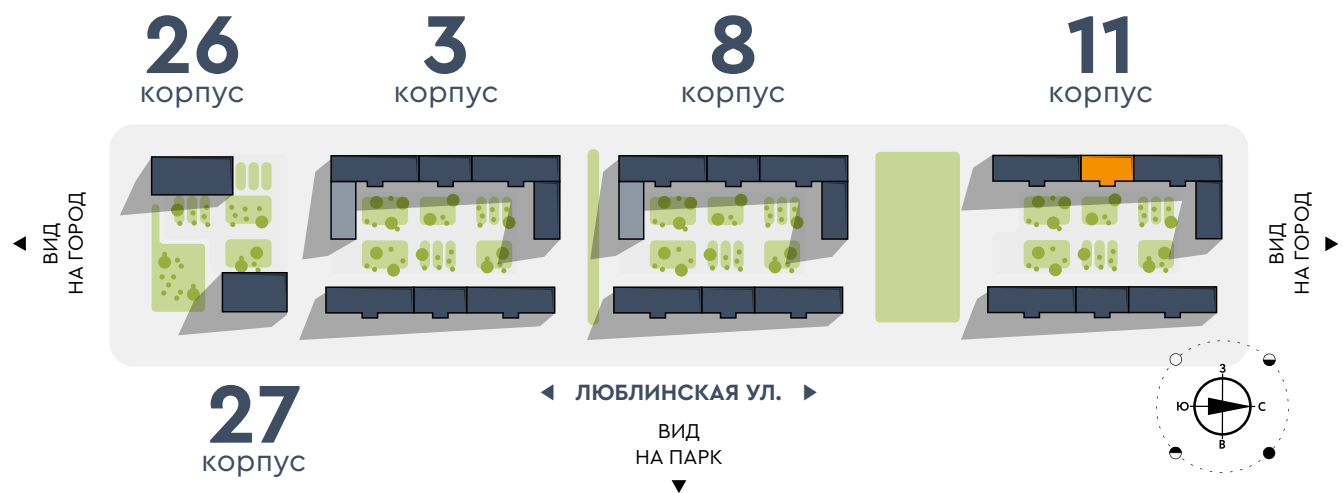 26
корпус
3
корпус
8
корпус
11
корпус
ВИД
НА ГОРОД
ВИД
НА ГОРОД
27
корпус
ЛЮБЛИНСКАЯ УЛ.
ВИД
НА ПАРК
З
Ю С
В